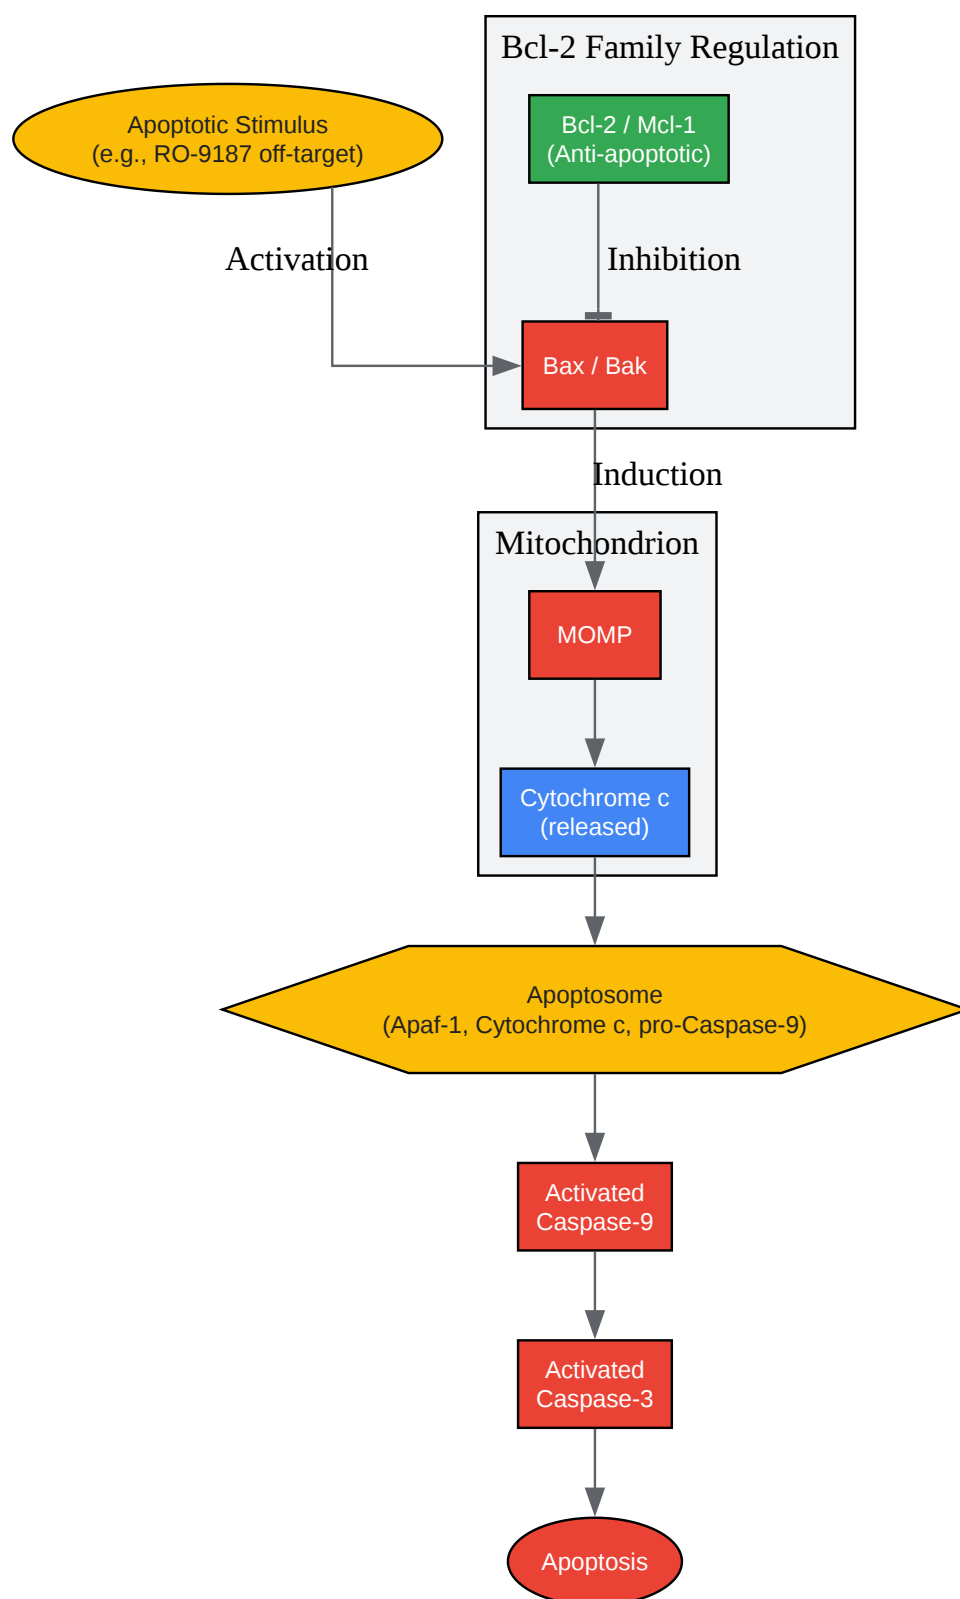 Bcl-2 Family Regulation
Apoptotic Stimulus
(e.g., RO-9187 off-target)
Bcl-2 / Mcl-1
(Anti-apoptotic)
Activation
Inhibition
Bax / Bak
Induction
Mitochondrion
MOMP
Cytochrome c
(released)
Apoptosome
(Apaf-1, Cytochrome c, pro-Caspase-9)
Activated
Caspase-9
Activated
Caspase-3
Apoptosis